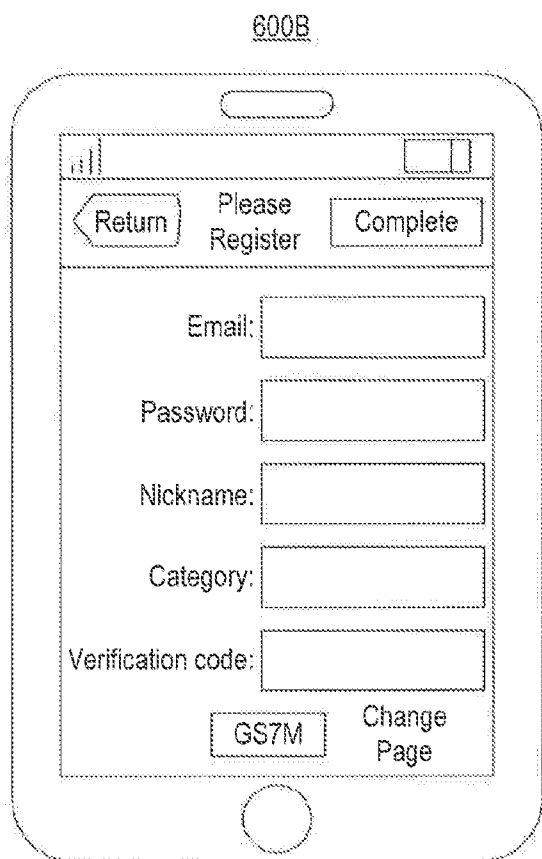 600B
Return
Please
Register
Complete
Email:
Password:
Nickname:
Category:
Verification code:
GS7M
Change
Page